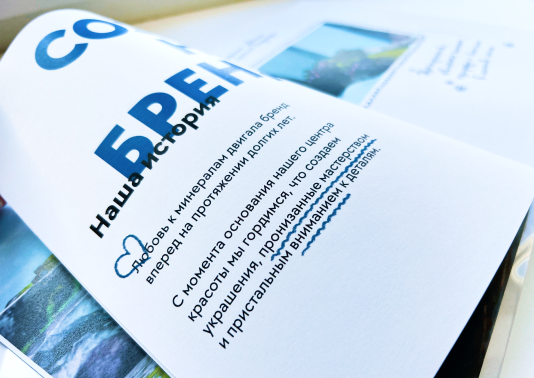 СО
БРЕН
Наша история
Любовь к минералам двигала бренд
вперед на протяжении долгих лет.
С момента основания нашего центра
красоты мы гордимся, что создаем
украшения, пронизанные мастерством
и пристальным вниманием к деталям.